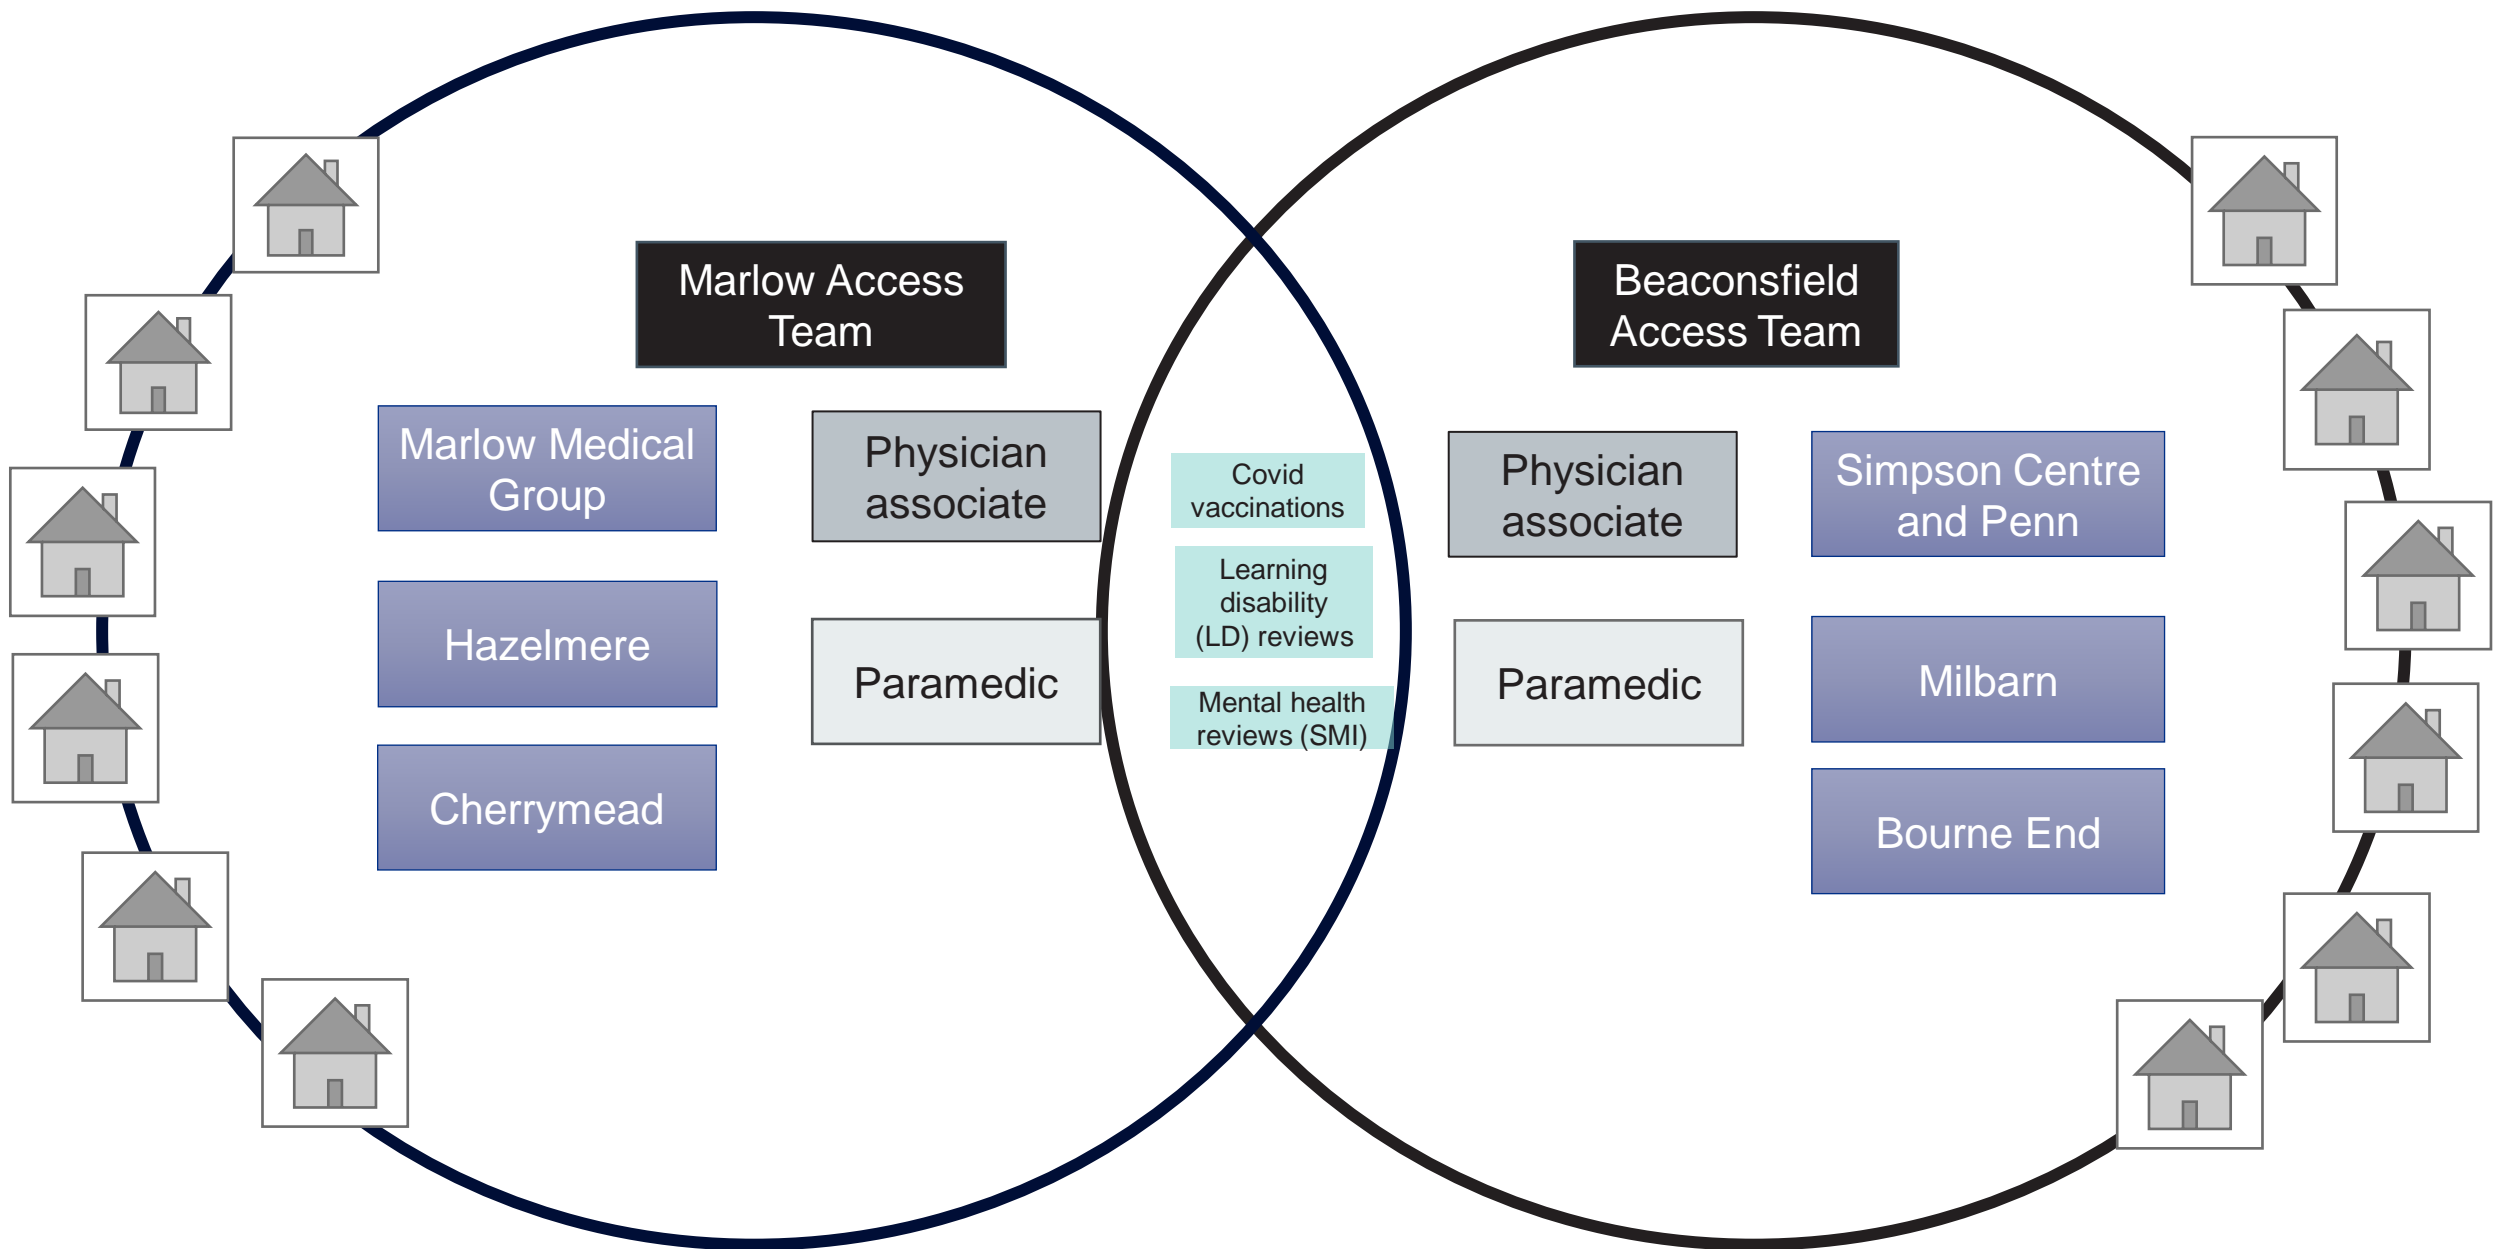 Marlow Access
Team
Marlow Medical
Group
Hazelmere
Cherrymead
Physician
associate
Paramedic
Covid
vaccinations
Learning
disability
(LD) reviews
Mental health
reviews (SMI)
Beaconsfield
Access Team
Physician
associate
Paramedic
Simpson Centre
and Penn
Milbarn
Bourne End